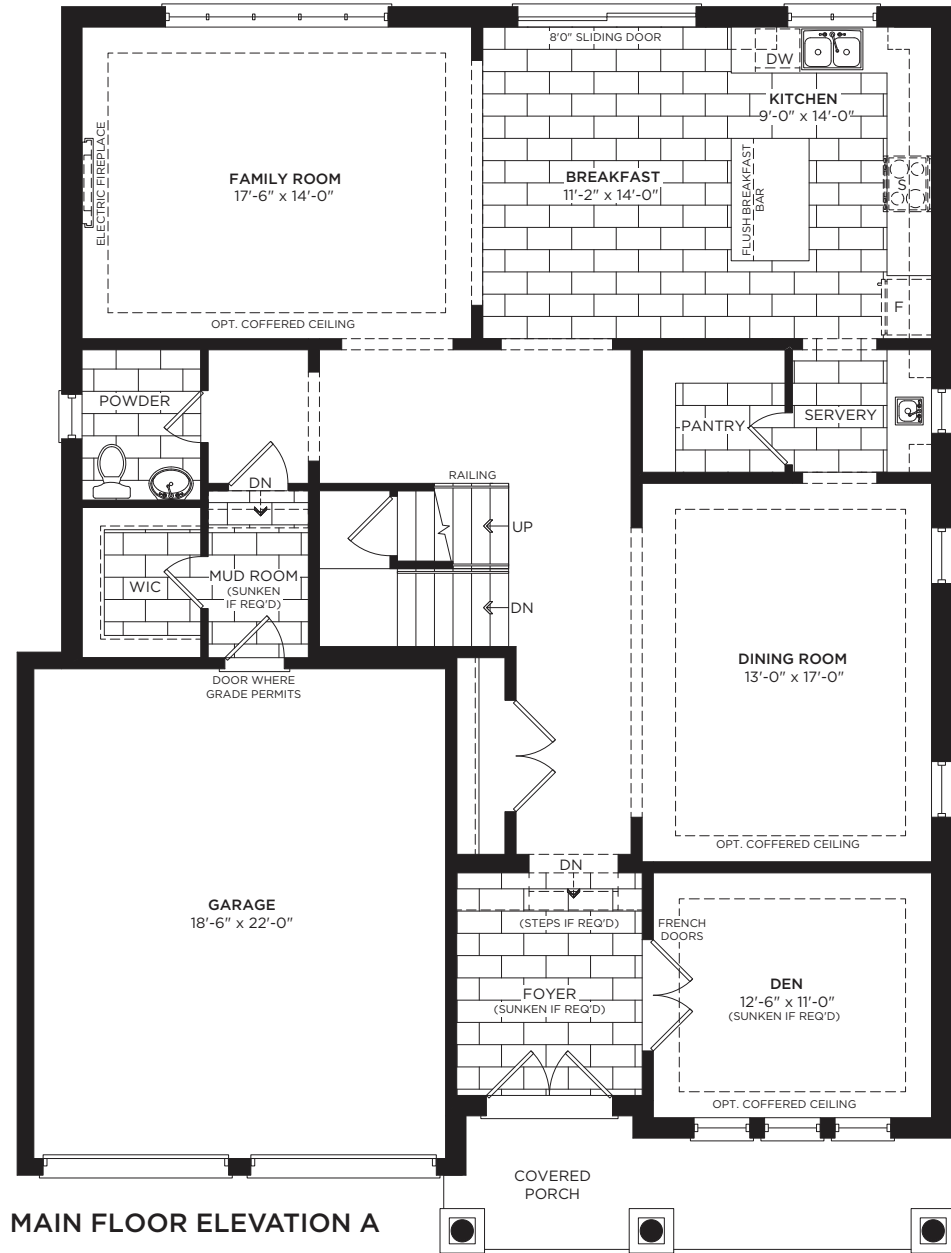 8'0" SLIDING DOOR
DW
KITCHEN
9'-0" x 14'-0"
ELECTRIC FIREPLACE
FAMILY ROOM
17'-6" x 14'-0"
BREAKFAST
11'-2" x 14'-0"
FLUSH BREAKFAST
BAR
S
F
OPT. COFFERED CEILING
POWDER
PANTRY
SERVERY
DN
RAILING
UP
WIC
MUD ROOM
(SUNKEN
IF REQ'D)
DN
DOOR WHERE
GRADE PERMITS
DINING ROOM
13'-0" x 17'-0"
OPT. COFFERED CEILING
DN
GARAGE
18'-6" x 22'-0"
(STEPS IF REQ'D)
FRENCH
DOORS
FOYER
(SUNKEN IF REQ'D)
DEN
12'-6" x 11'-0"
(SUNKEN IF REQ'D)
OPT. COFFERED CEILING
COVERED
PORCH
MAIN FLOOR ELEVATION A